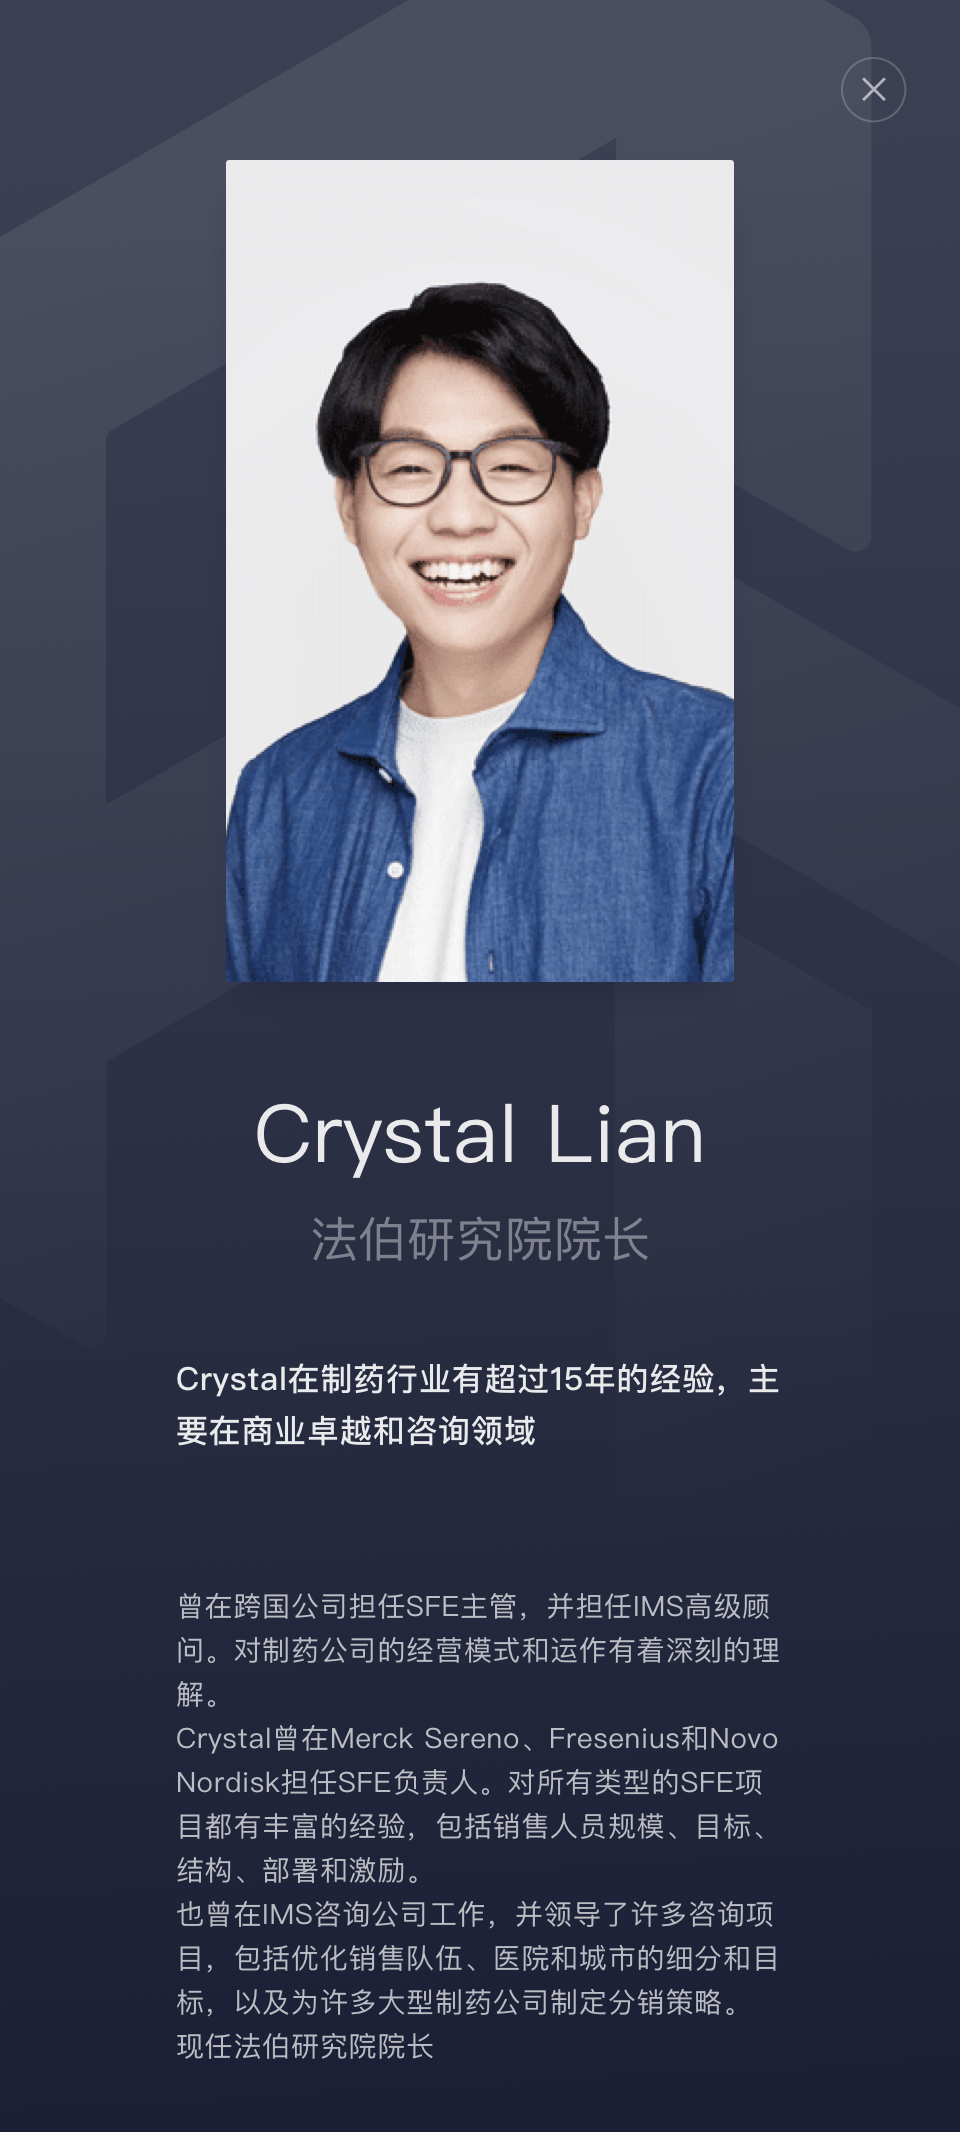 Crystal Lian
法伯研究院院长
Crystal在制药行业有超过15年的经验，主
要在商业卓越和咨询领域
曾在跨国公司担任SFE主管，并担任IMS高级顾
问。对制药公司的经营模式和运作有着深刻的理
解。
Crystal曾在Merck Sereno、Fresenius和Novo
Nordisk担任SFE负责人。对所有类型的SFE项
目都有丰富的经验，包括销售人员规模、目标、
结构、部署和激励。
也曾在IMS咨询公司工作，并领导了许多咨询项
目，包括优化销售队伍、医院和城市的细分和目
标，以及为许多大型制药公司制定分销策略。
现任法伯研究院院长